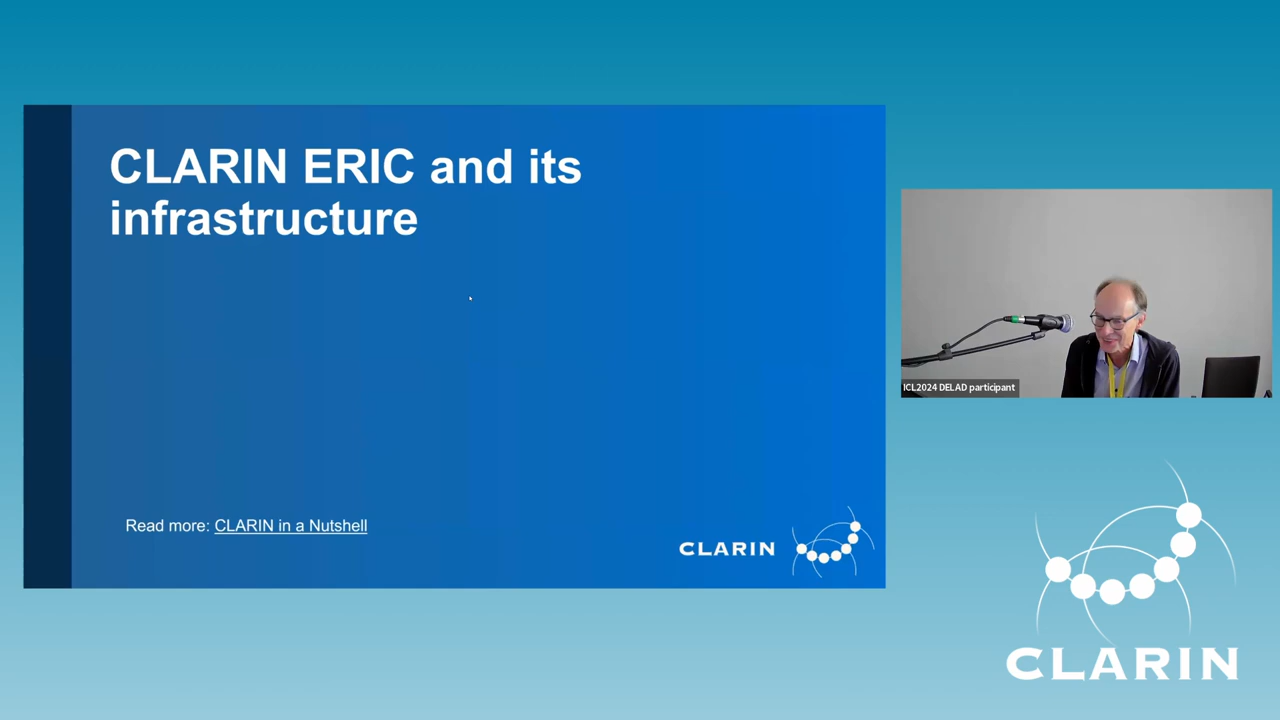 CLARIN ERIC and its
infrastructure
Read more: CLARIN in a Nutshell
CLARIN
ICL2024 DELAD participant
CLARIN